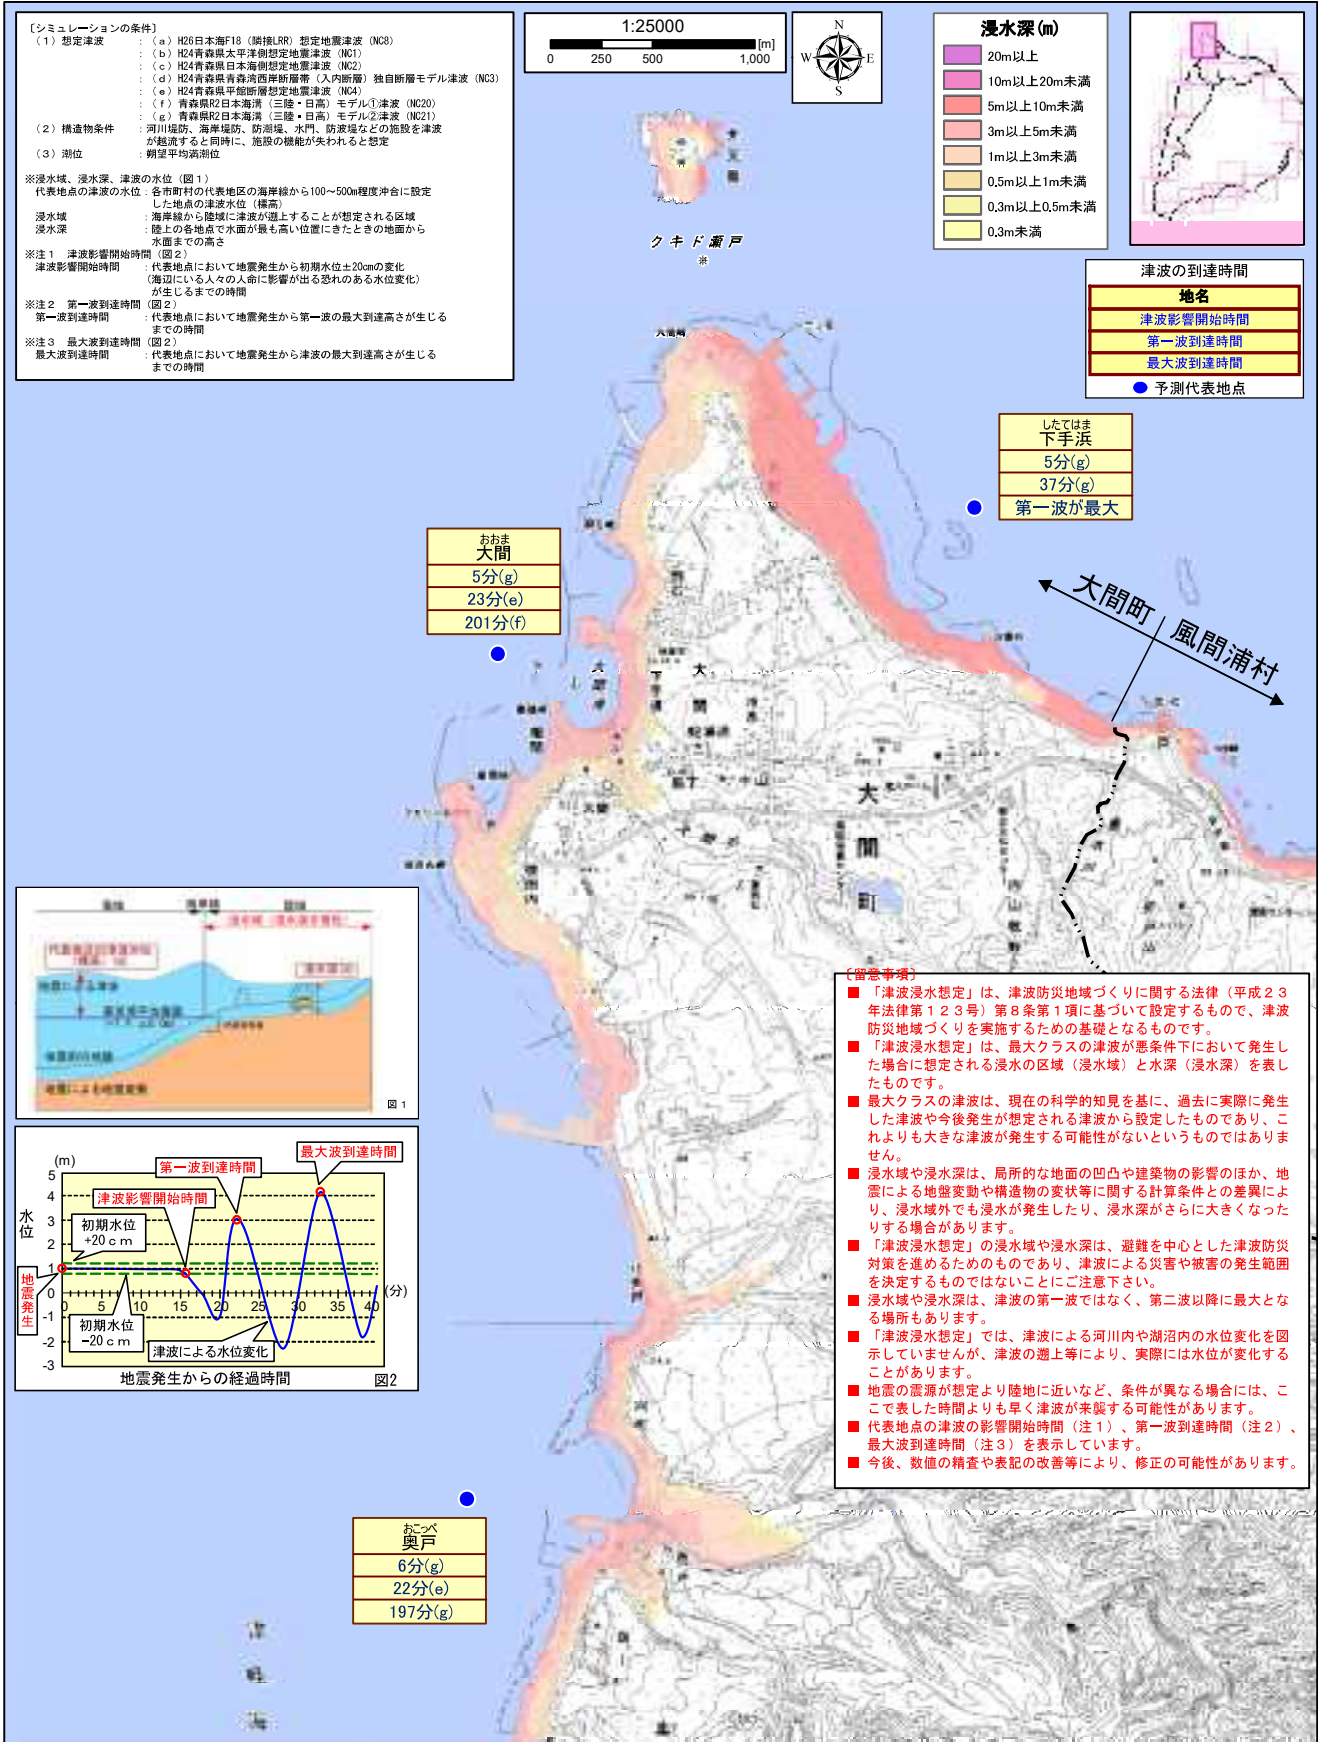 〔シミュレーションの条件〕
(1)想定津波 :(a)H26日本海F18(隣接LRR)想定地震津波(NC8)
:(b)H24青森県太平洋側想定地震津波(NC1)
:(c)H24青森県日本海側想定地震津波(NC2)
:(d)H24青森県青森湾西岸断層帯(入内断層)独自断層モデル津波(NC3)
:(e)H24青森県平舘断層想定地震津波(NC4)
:(f)青森県R2日本海溝(三陸・日高)モデル①津波(NC20)
:(g)青森県R2日本海溝(三陸・日高)モデル②津波(NC21)
(2)構造物条件 :河川堤防、海岸堤防、防潮堤、水門、防波堤などの施設を津波
が越流すると同時に、施設の機能が失われると想定
(3)潮位 :朔望平均満潮位
※浸水域、浸水深、津波の水位(図1)
代表地点の津波の水位:各市町村の代表地区の海岸線から100~500m程度沖合に設定
した地点の津波水位(標高)
浸水域 :海岸線から陸域に津波が遡上することが想定される区域
浸水深 :陸上の各地点で水面が最も高い位置にきたときの地面から
水面までの高さ
※注1 津波影響開始時間(図2)
津波影響開始時間 :代表地点において地震発生から初期水位±20cmの変化
(海辺にいる人々の人命に影響が出る恐れのある水位変化)
が生じるまでの時間
※注2 第一波到達時間(図2)
第一波到達時間 :代表地点において地震発生から第一波の最大到達高さが生じる
までの時間
※注3 最大波到達時間(図2)
最大波到達時間 :代表地点において地震発生から津波の最大到達高さが生じる
までの時間
1:25000
[m]
0 250 500 1,000
N
W E
S
浸水深(m)
20m以上
10m以上20m未満
5m以上10m未満
3m以上5m未満
1m以上3m未満
0.5m以上1m未満
0.3m以上0.5m未満
0.3m未満
津波の到達時間
地名
津波影響開始時間
第一波到達時間
最大波到達時間
予測代表地点
クキド瀬戸
大間崎
したてはま
下手浜
5分(g)
37分(g)
第一波が最大
おおま
大間
5分(g)
23分(e)
201分(f)
大間町
風間浦村
大
間
町
図1
(m)
5
4
3
2
1
0
-1
-2
-3
水位
最大波到達時間
第一波到達時間
津波影響開始時間
初期水位
+20cm
地震発生
0 5 10 15 20 25 30 35 40
(分)
初期水位
-20cm
津波による水位変化
地震発生からの経過時間
図2
おこっぺ
奥戸
6分(g)
22分(e)
197分(g)
〔留意事項〕
■ 「津波浸水想定」は、津波防災地域づくりに関する法律(平成23
年法律第123号)第8条第1項に基づいて設定するもので、津波
防災地域づくりを実施するための基礎となるものです。
■ 「津波浸水想定」は、最大クラスの津波が悪条件下において発生し
た場合に想定される浸水の区域(浸水域)と水深(浸水深)を表し
たものです。
■ 最大クラスの津波は、現在の科学的知見を基に、過去に実際に発生
した津波や今後発生が想定される津波から設定したものであり、こ
れよりも大きな津波が発生する可能性がないというものではありま
せん。
■ 浸水域や浸水深は、局所的な地面の凹凸や建築物の影響のほか、地
震による地盤変動や構造物の変状等に関する計算条件との差異によ
り、浸水域外でも浸水が発生したり、浸水深がさらに大きくなった
りする場合があります。
■ 「津波浸水想定」の浸水域や浸水深は、避難を中心とした津波防災
対策を進めるためのものであり、津波による災害や被害の発生範囲
を決定するものではないことにご注意下さい。
■ 浸水域や浸水深は、津波の第一波ではなく、第二波以降に最大とな
る場所もあります。
■ 「津波浸水想定」では、津波による河川内や湖沼内の水位変化を図
示していませんが、津波の遡上等により、実際には水位が変化する
ことがあります。
■ 地震の震源が想定より陸地に近いなど、条件が異なる場合には、こ
こで表した時間よりも早く津波が来襲する可能性があります。
■ 代表地点の津波の影響開始時間(注1)、第一波到達時間(注2)、
最大波到達時間(注3)を表示しています。
■ 今後、数値の精査や表記の改善等により、修正の可能性があります。